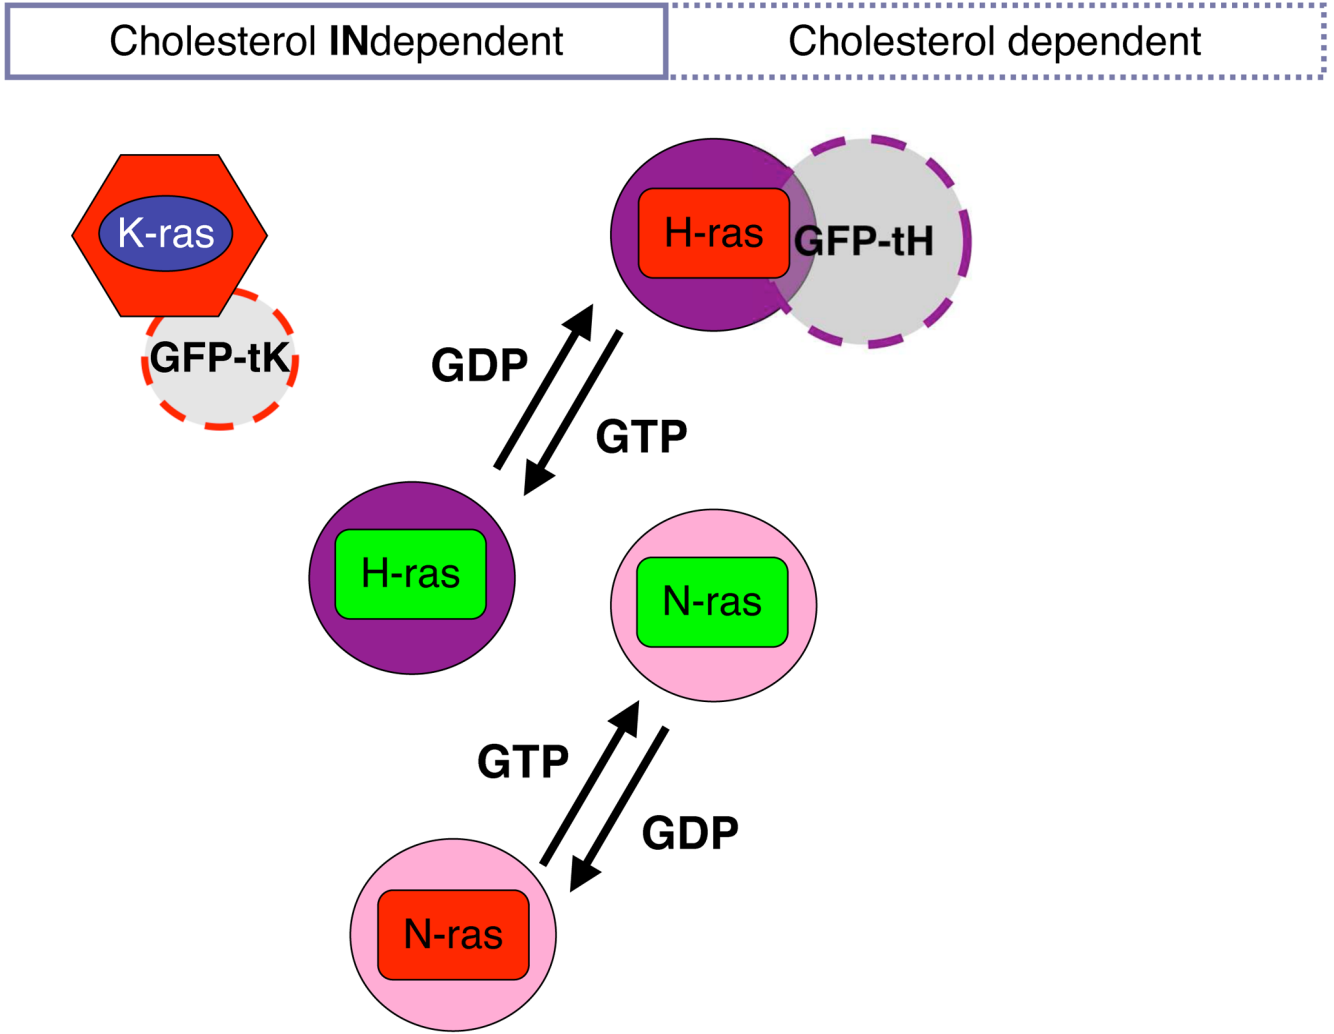 Cholesterol INdependent
Cholesterol dependent
K-ras
GFP-tK
H-ras
GFP-tH
GDP
GTP
H-ras
N-ras
GTP
GDP
N-ras